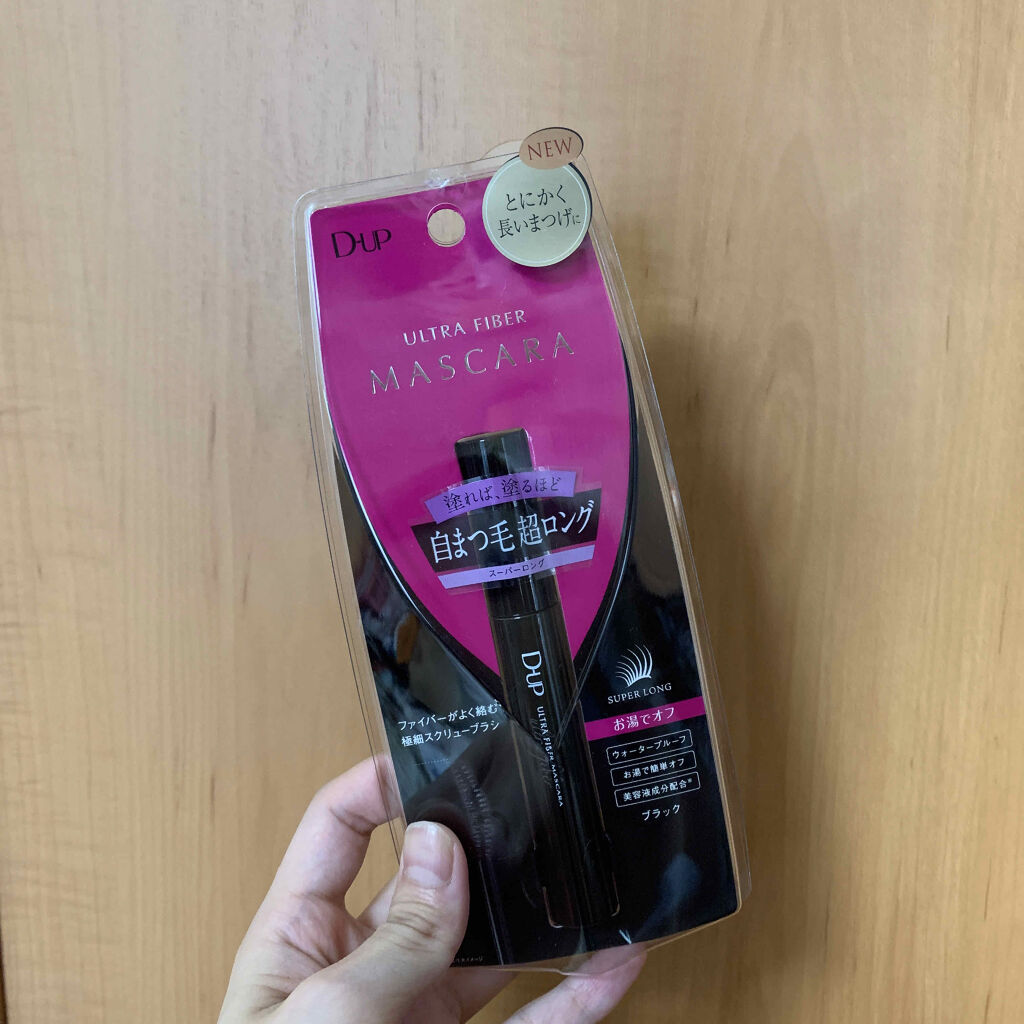 NEW
とにかく
長いまつげに
D-UP
ULTRA FIBER
MASCARA
塗れば、塗るほど
自まつ毛 超ロング
スーパーロング
D-UP
ULTRA FIBER MASCARA
SUPER LONG
お湯でオフ
ウォータープルーフ
お湯で簡単オフ
美容液成分配合※
ブラック
ファイバーがよく絡む
極細スクリューブラシ